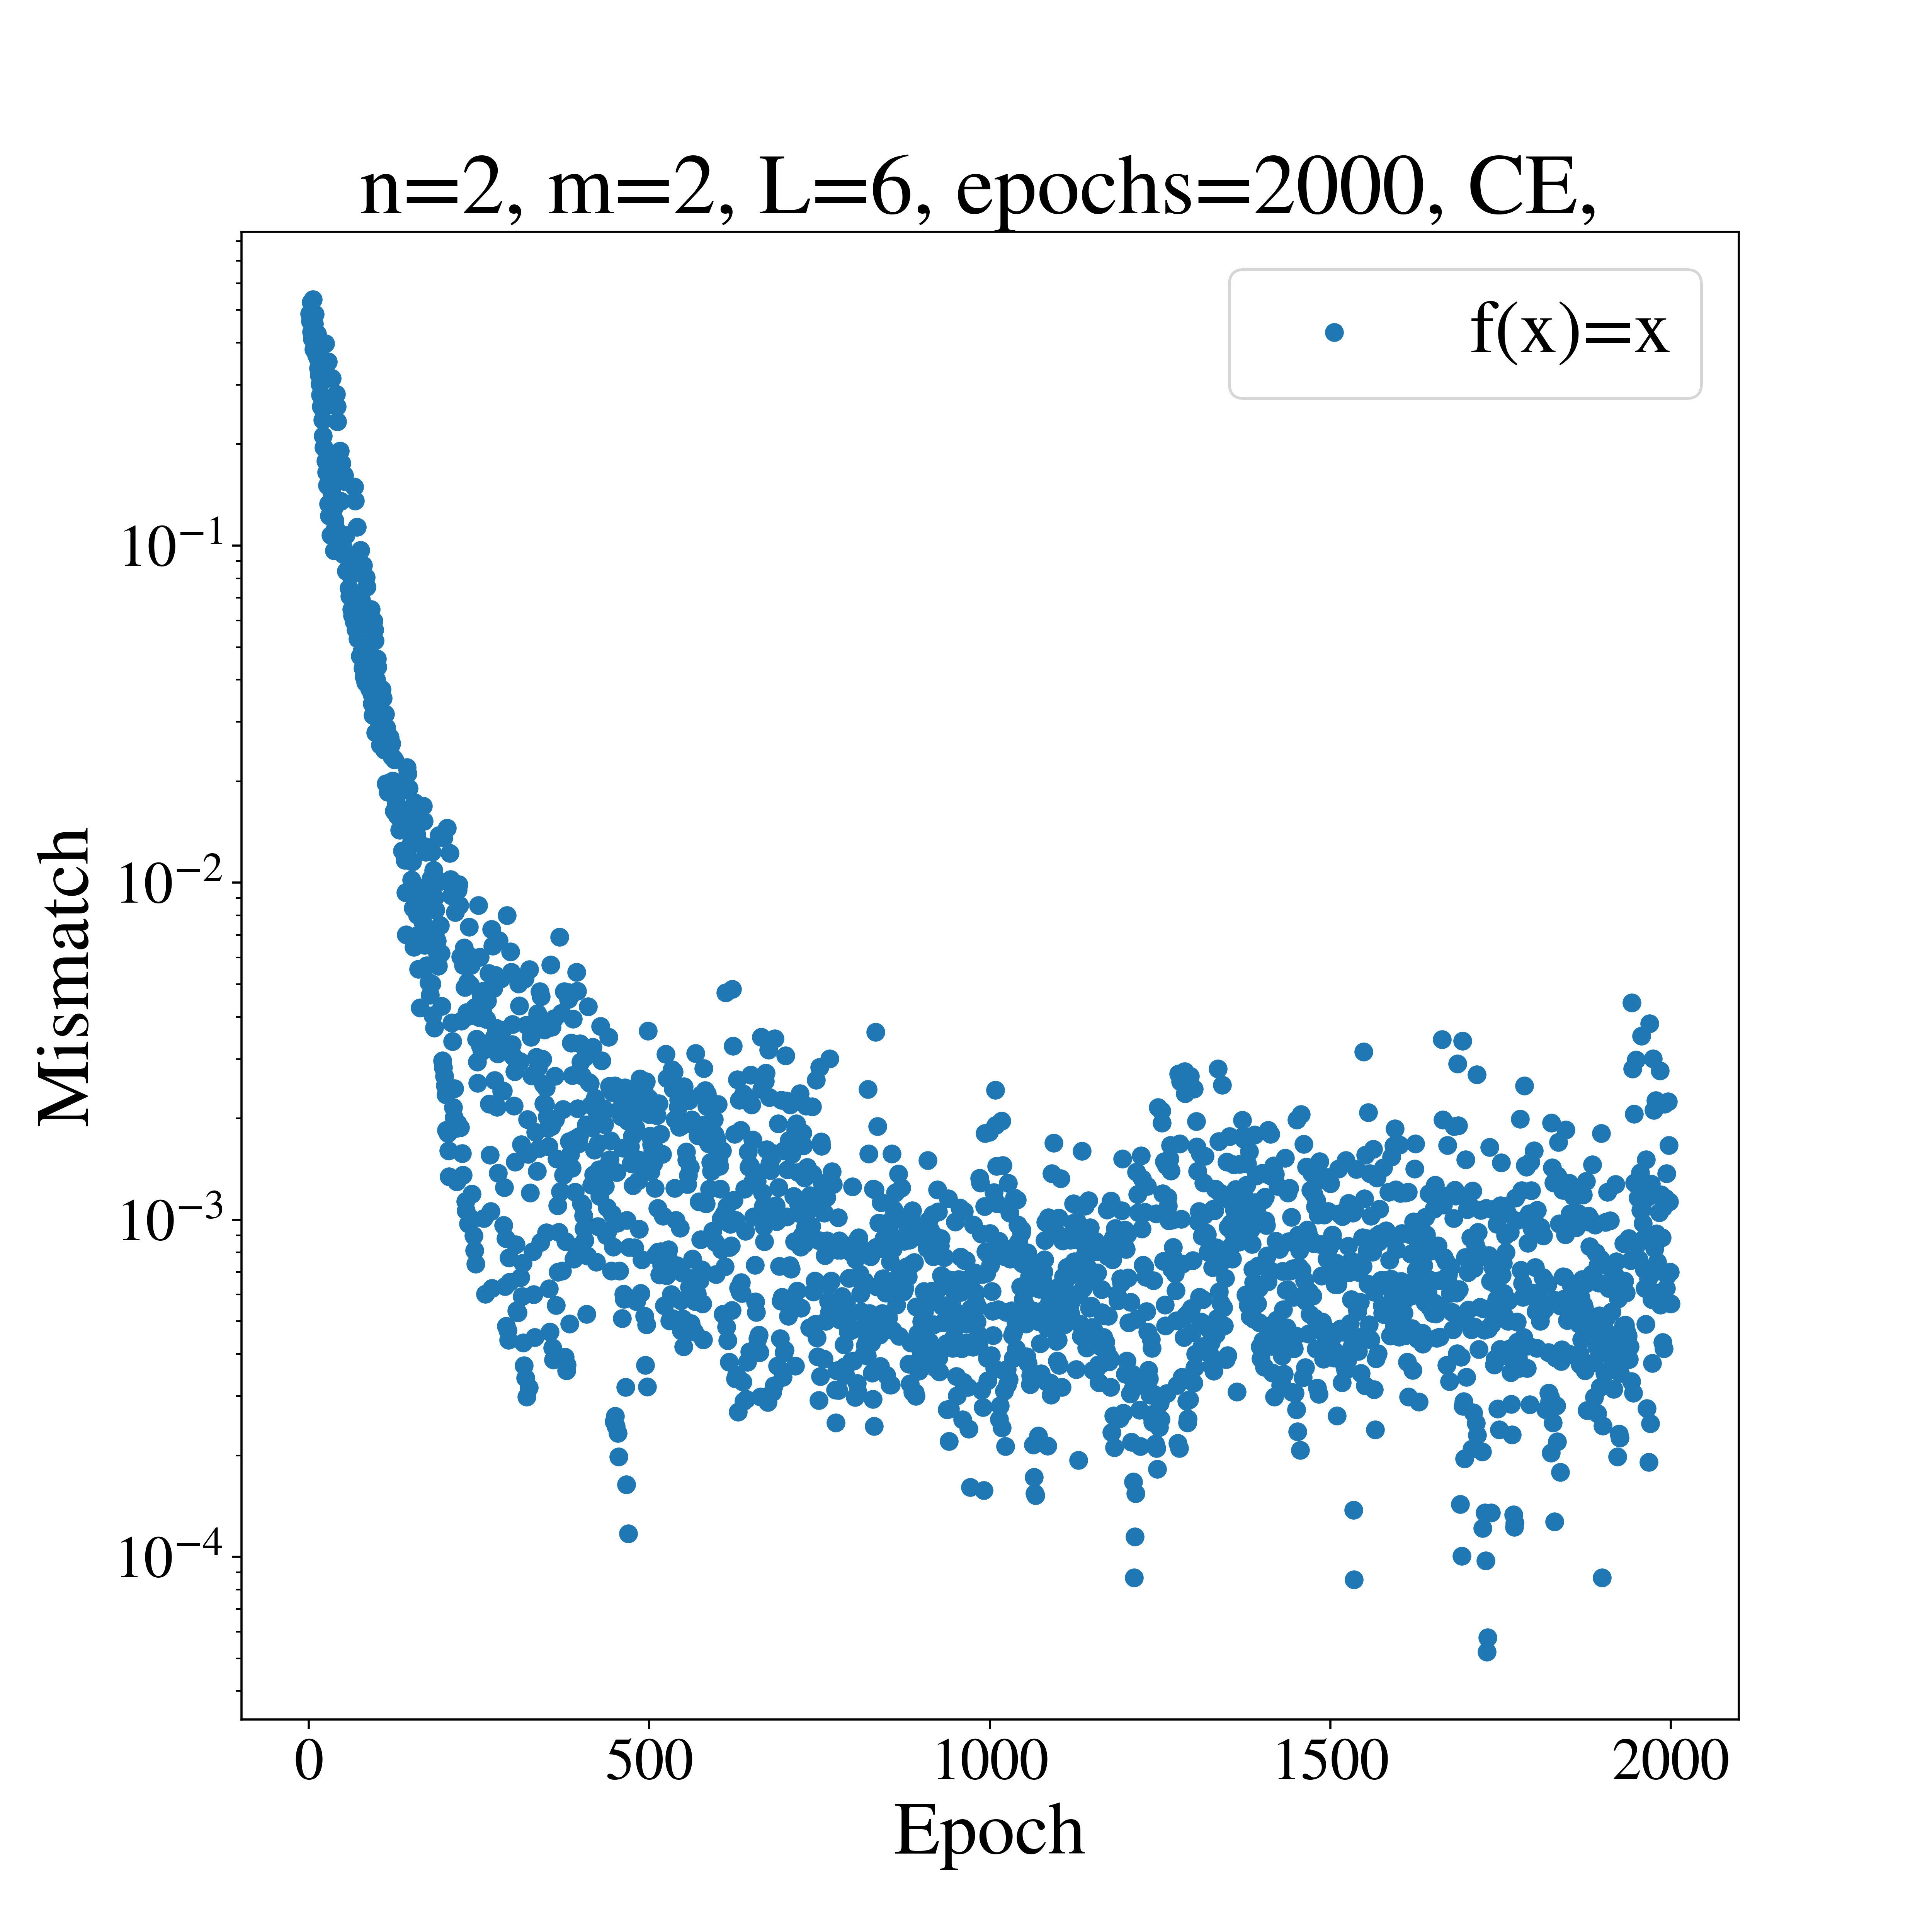 n=2, m=2, L=6, epochs=2000, CE,
f(x)=x
10⁻¹
10⁻²
10⁻³
10⁻⁴
Mismatch
0 500 1000 1500 2000
Epoch